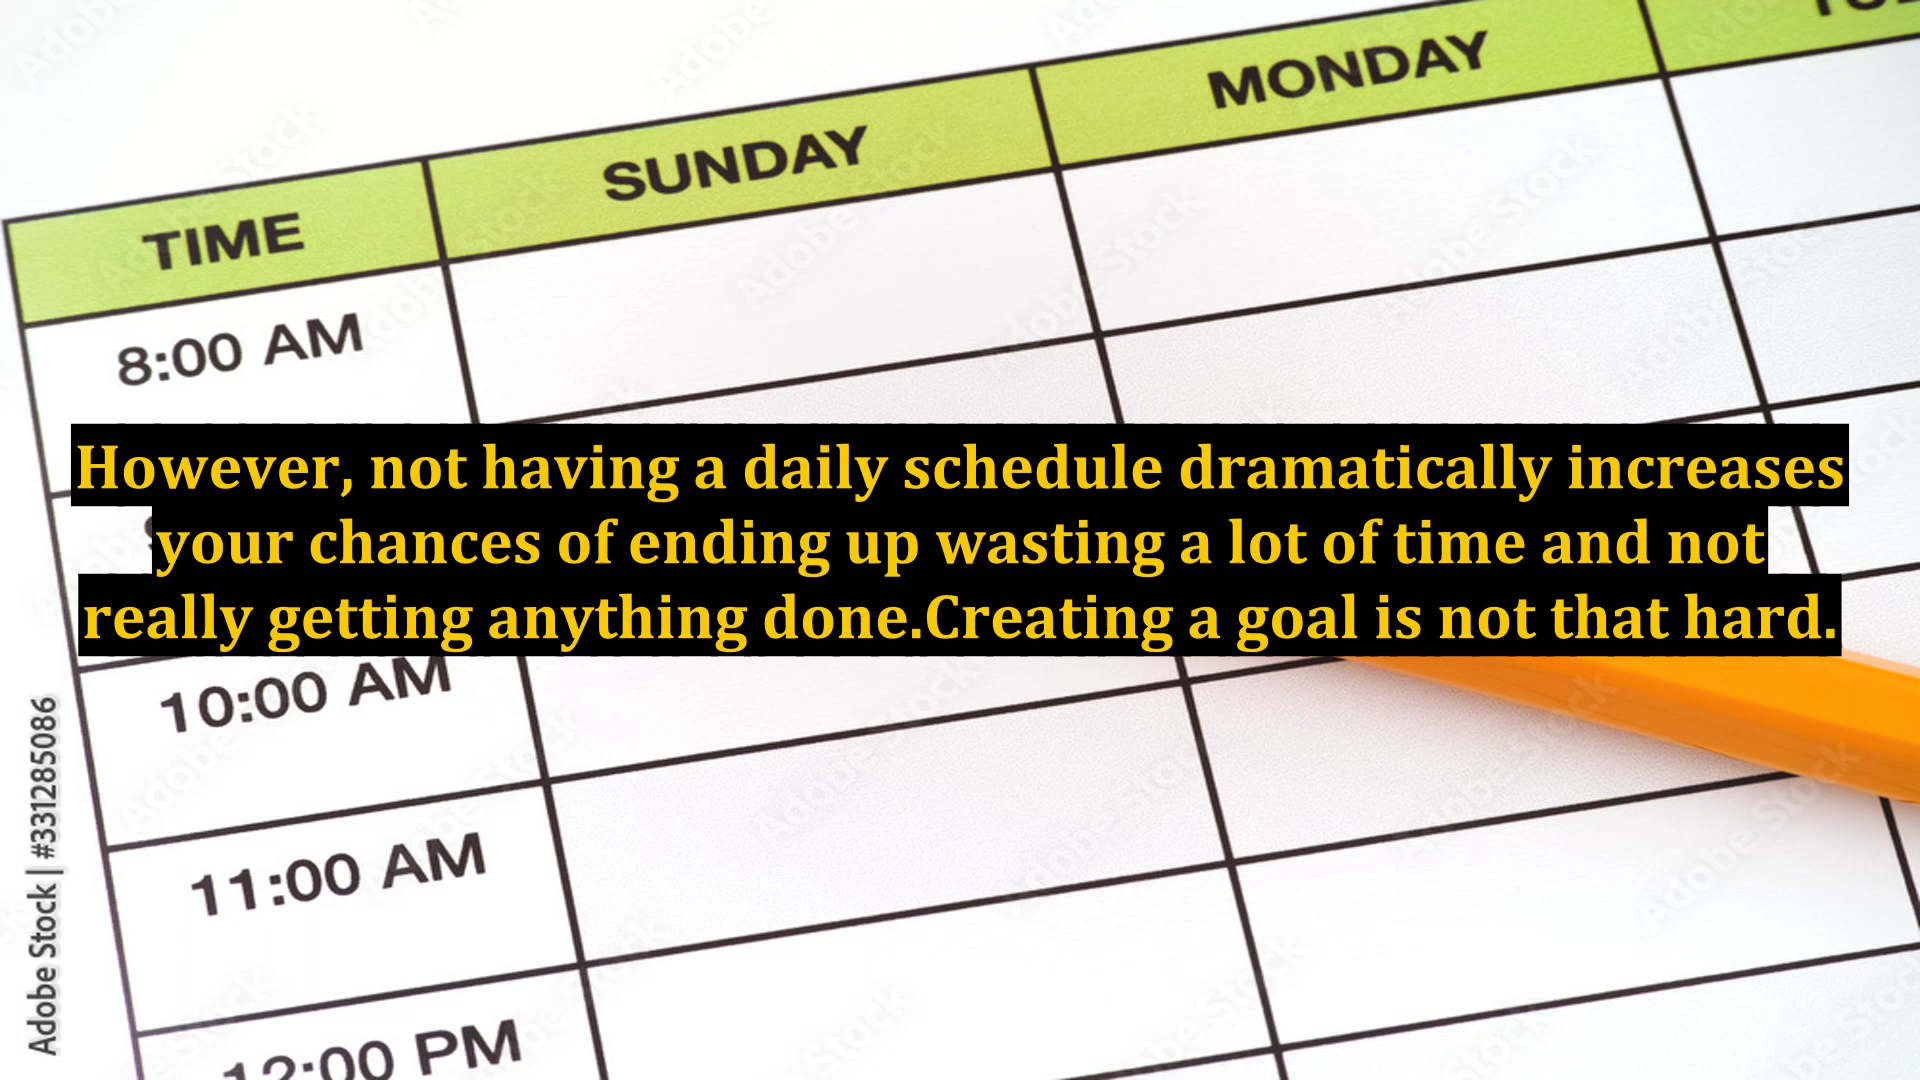 TUE
MONDAY
SUNDAY
TIME
8:00 AM
However, not having a daily schedule dramatically increases
your chances of ending up wasting a lot of time and not
really getting anything done.Creating a goal is not that hard.
10:00 AM
11:00 AM
12:00 PM
Adobe Stock | #331285086